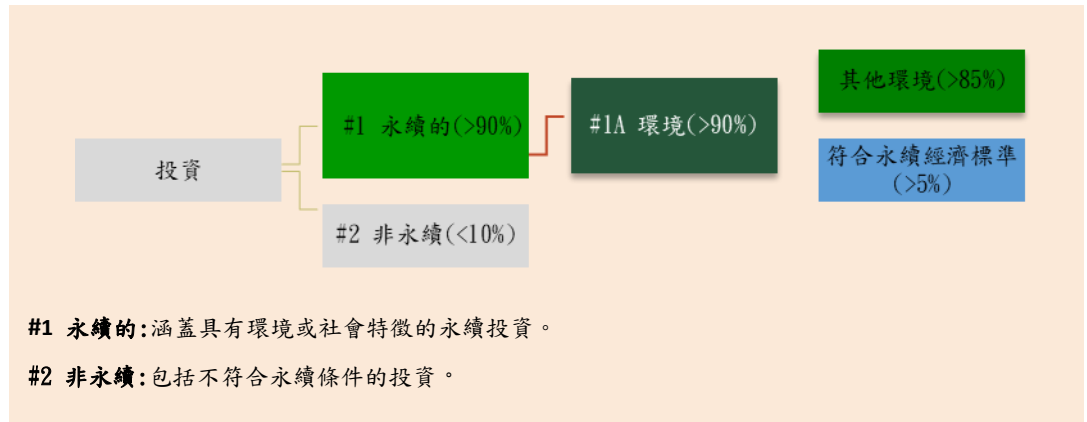 其他環境(>85%)
#1 永續的(>90%)
#1A 環境(>90%)
投資
符合永續經濟標準
(>5%)
#2 非永續(<10%)
#1 永續的:涵蓋具有環境或社會特徵的永續投資。
#2 非永續:包括不符合永續條件的投資。